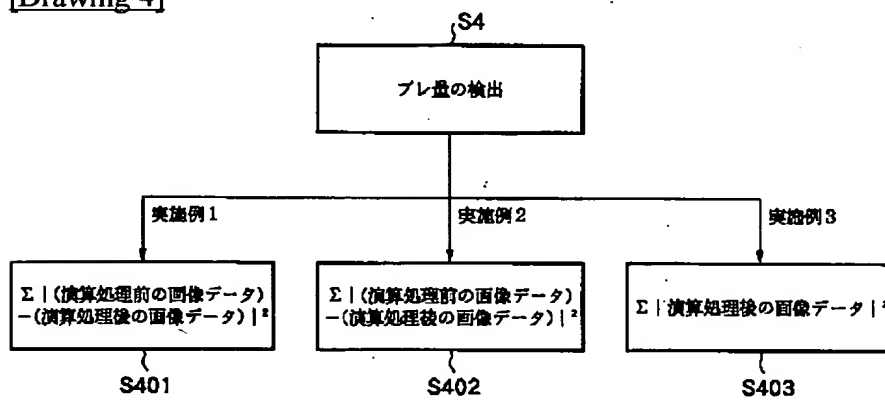 [Drawing 4]
S4
ブレ量の検出
実施例1
実施例2
実施例3
Σ|(演算処理前の画像データ)
−(演算処理後の画像データ)|²
Σ|(演算処理前の画像データ)
−(演算処理後の画像データ)|²
Σ|演算処理後の画像データ|²
S401
S402
S403